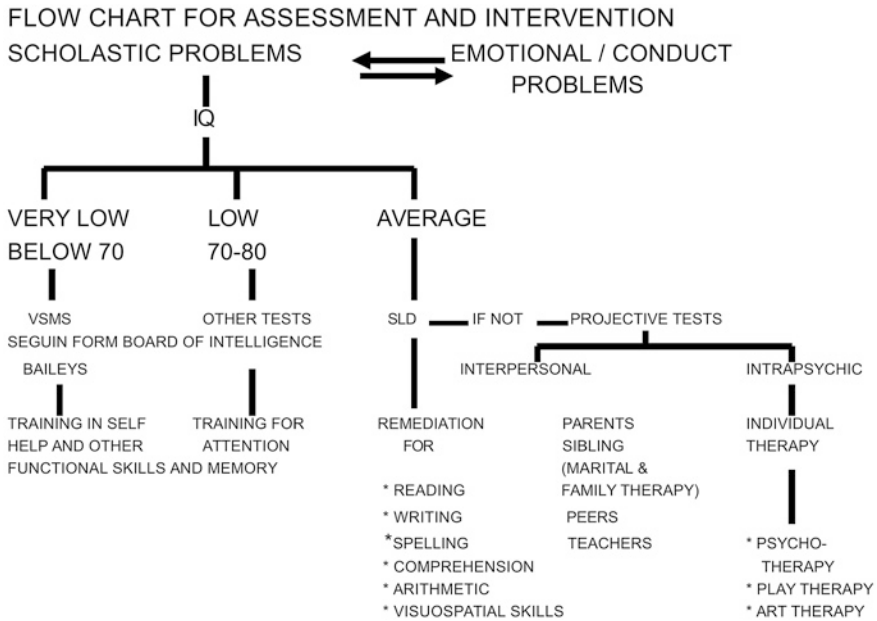 FLOW CHART FOR ASSESSMENT AND INTERVENTION
SCHOLASTIC PROBLEMS
EMOTIONAL / CONDUCT
PROBLEMS
IQ
VERY LOW
BELOW 70
LOW
70-80
AVERAGE
VSMS
OTHER TESTS
SEGUIN FORM BOARD OF INTELLIGENCE
BAILEYS
SLD
IF NOT
PROJECTIVE TESTS
INTERPERSONAL
INTRAPSYCHIC
TRAINING IN SELF
HELP AND OTHER
FUNCTIONAL SKILLS AND MEMORY
TRAINING FOR
ATTENTION
REMEDIATION
FOR
* READING
* WRITING
*SPELLING
* COMPREHENSION
* ARITHMETIC
* VISUOSPATIAL SKILLS
PARENTS
SIBLING
(MARITAL &
FAMILY THERAPY)
PEERS
TEACHERS
INDIVIDUAL
THERAPY
* PSYCHO-
THERAPY
* PLAY THERAPY
* ART THERAPY